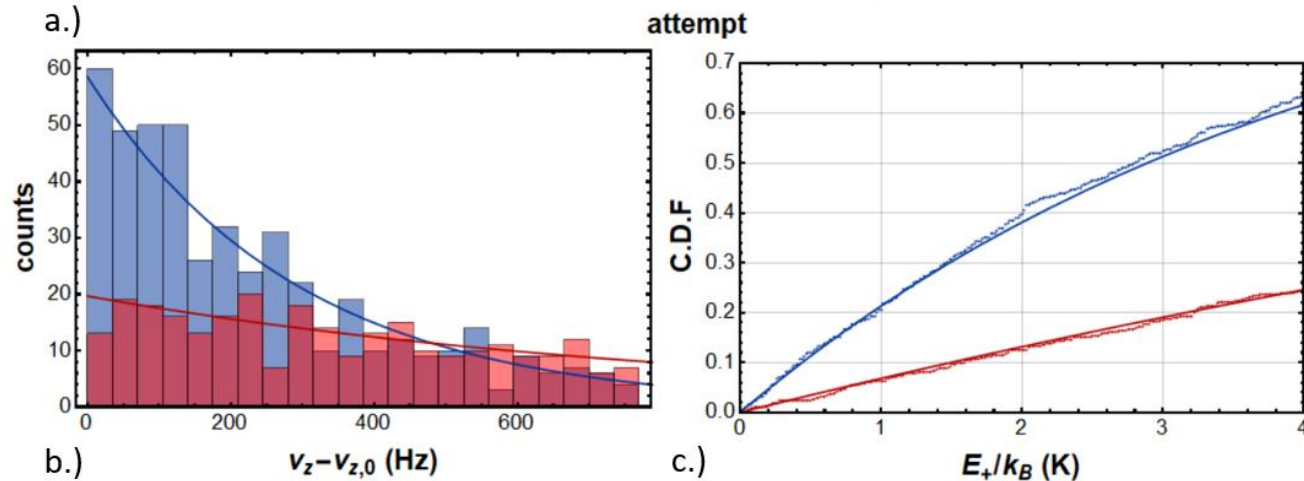 a.)
attempt
60
50
40
30
20
10
0
counts
0 200 400 600
b.)
ν_z−ν_{z,0} (Hz)
0.7
0.6
0.5
0.4
0.3
0.2
0.1
0.0
C.D.F
0 1 2 3 4
c.)
E_+/k_B (K)